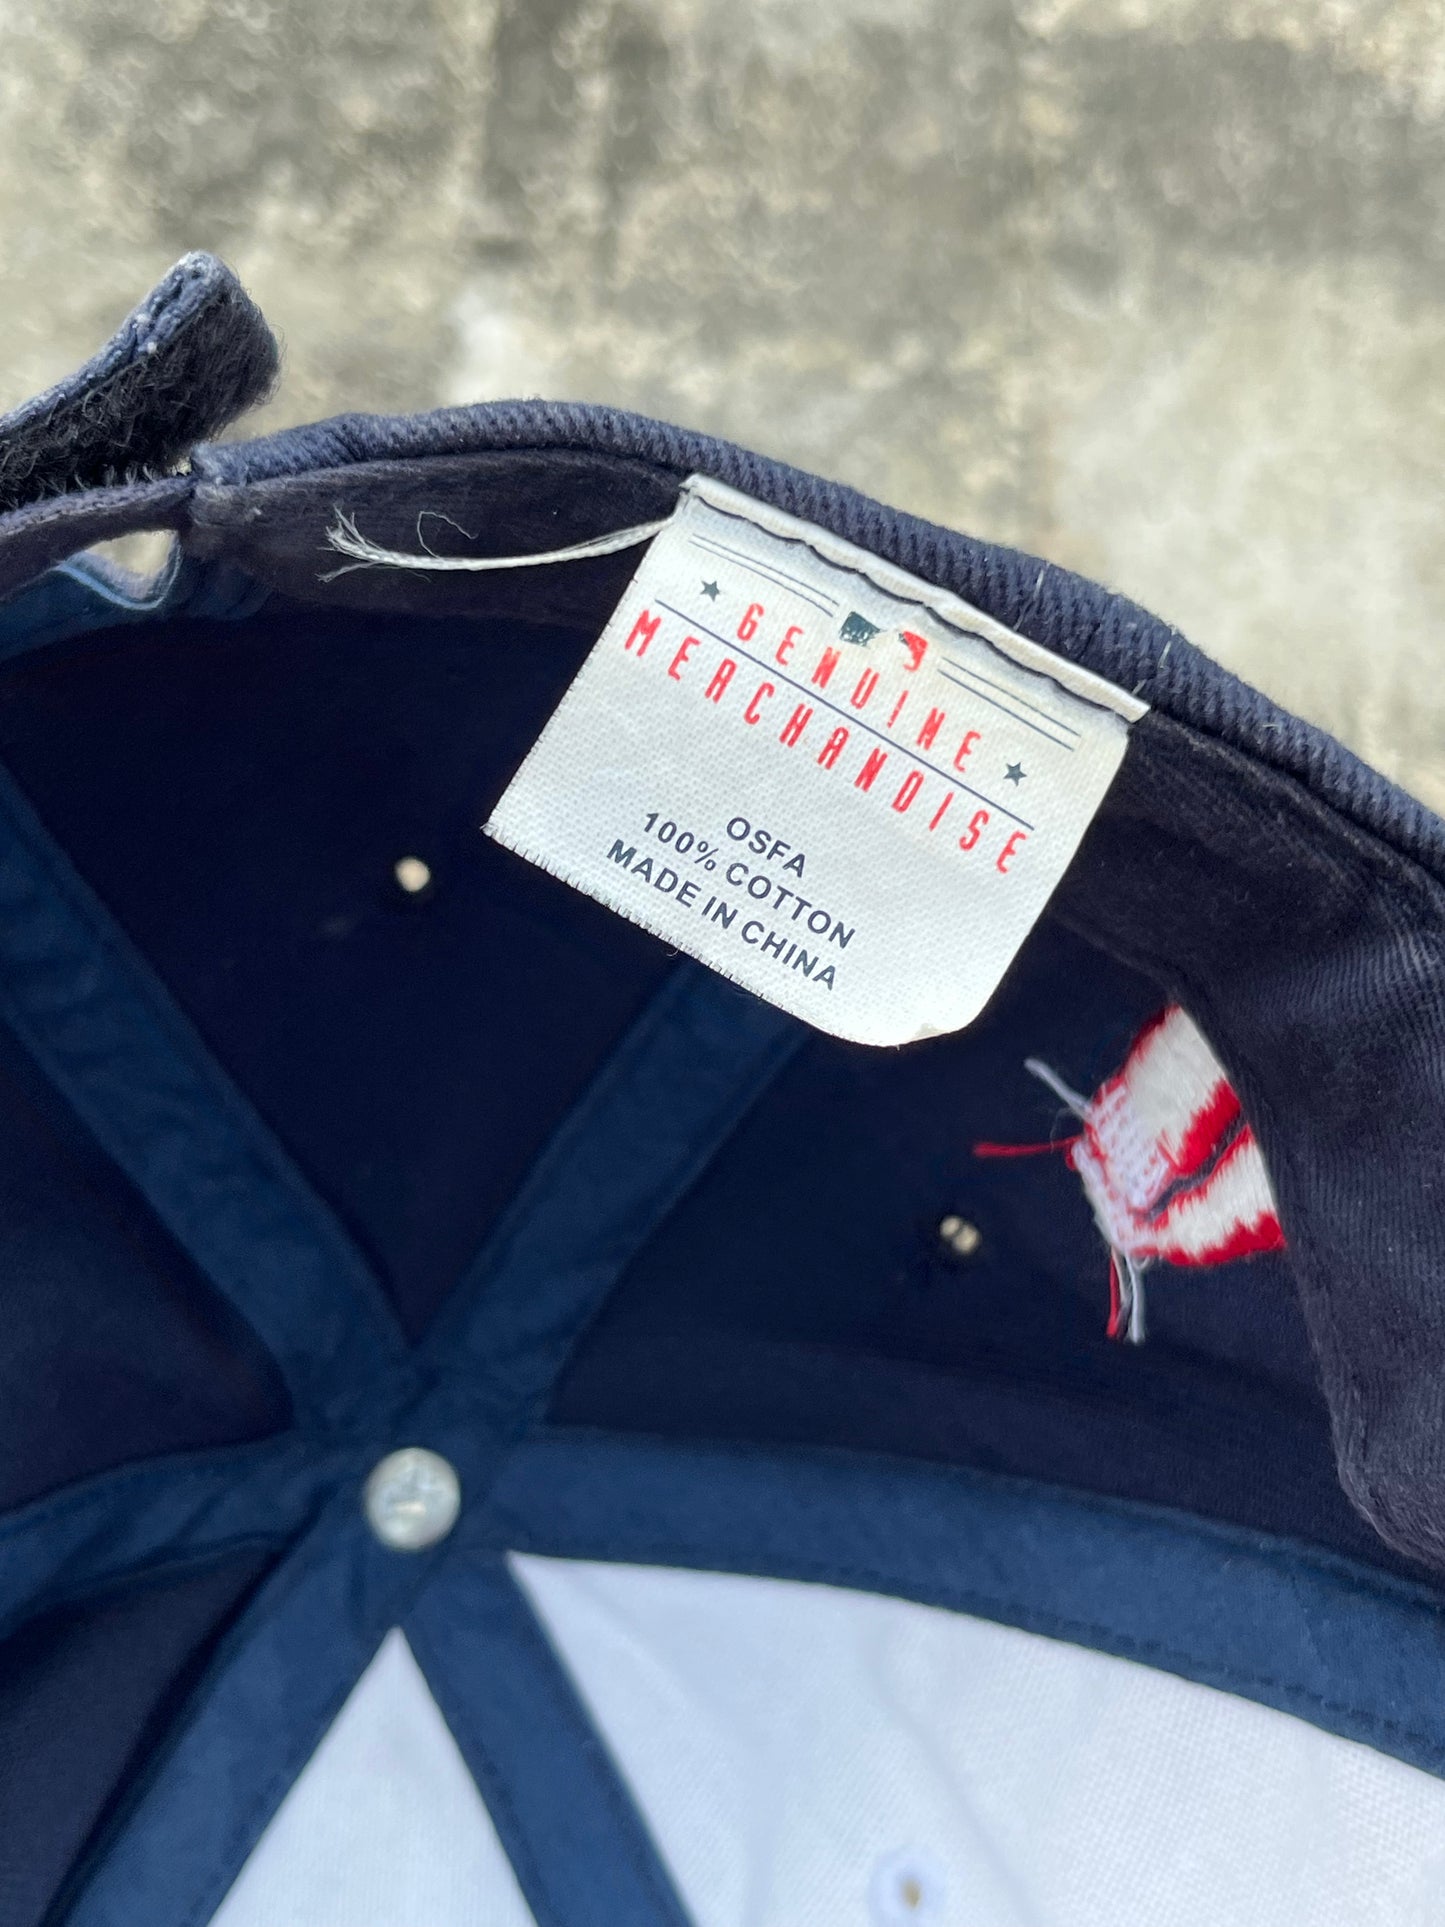 GENUINE
MERCHANDISE
OSFA
100% COTTON
MADE IN CHINA